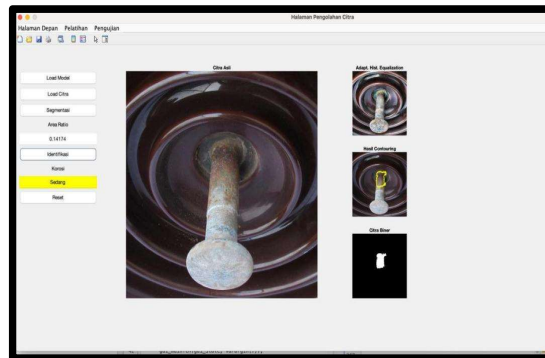 Halaman Pengolahan Citra
Halaman Depan Pelatihan Pengujian
Load Model
Load Citra
Segmentasi
Area Ratio
0.14174
Identifikasi
Korosi
Sedang
Reset
Citra Asli
Adapt. Hist. Equalization
Hasil Contouring
Citra Biner